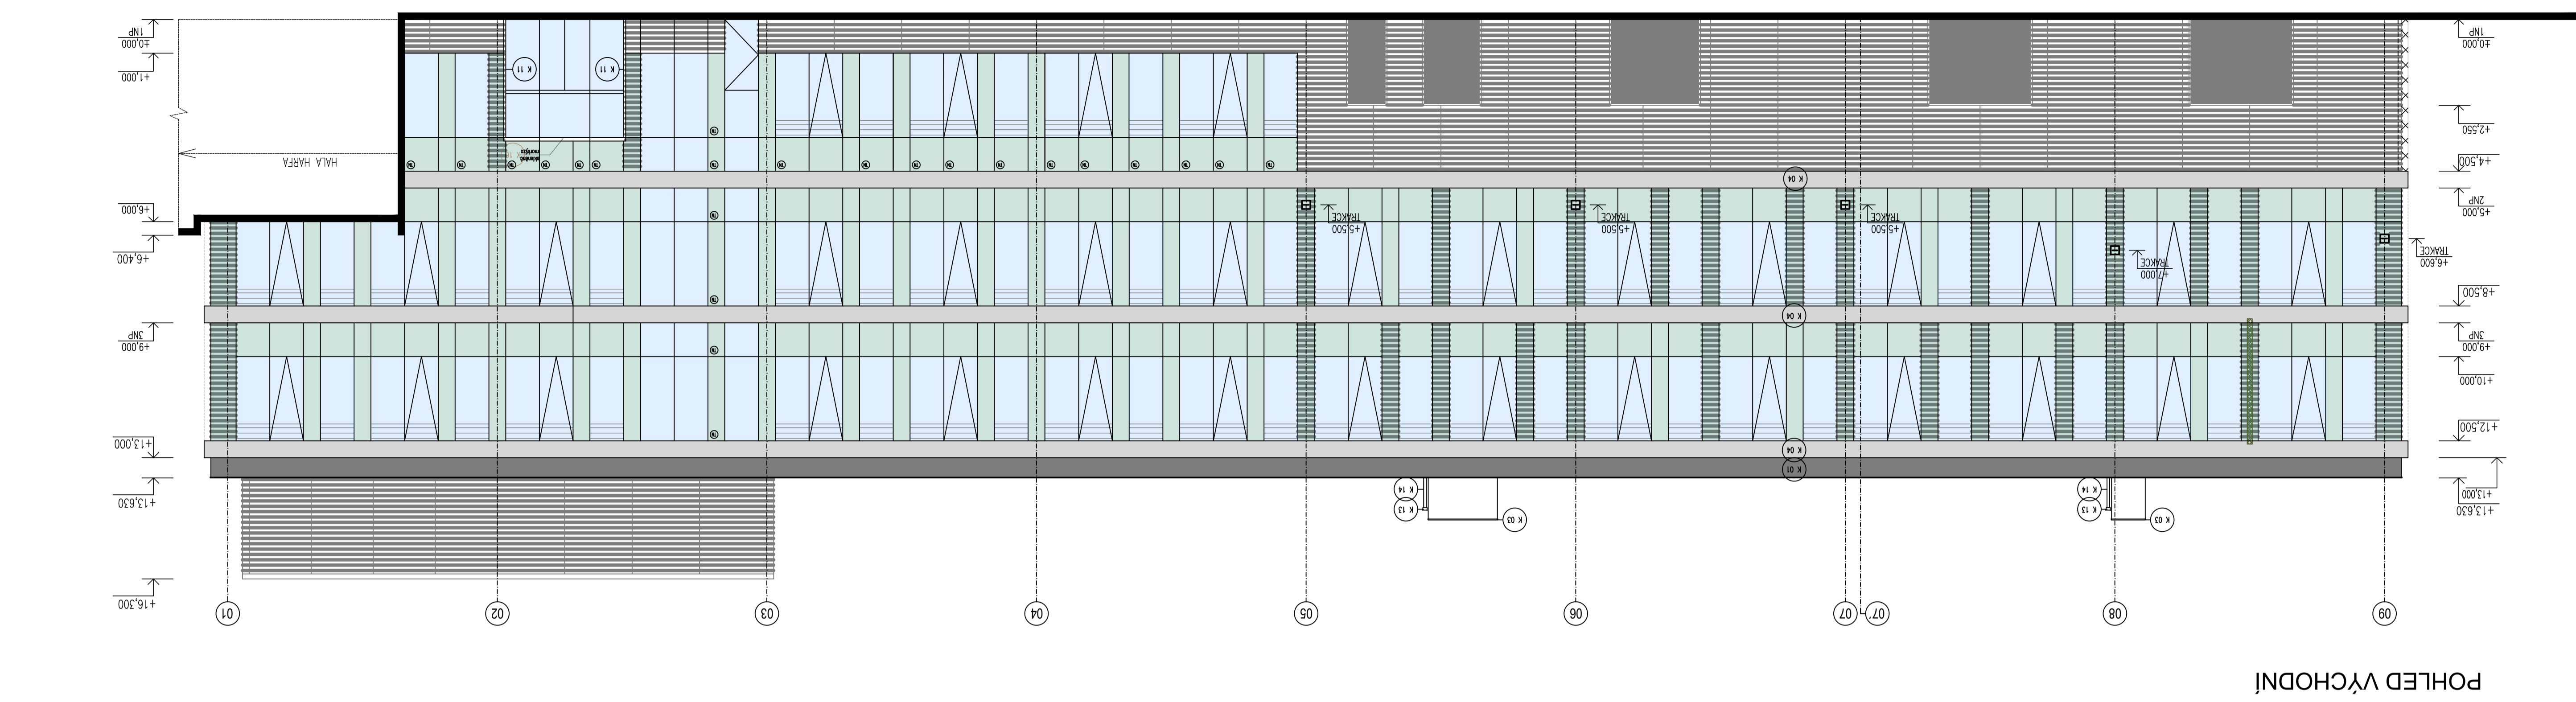 POHLED VÝCHODNÍ
09
08
07'
07
06
05
04
03
02
01
+16,300
K 03
K 03
K 13
K 14
K 13
K 14
+13,630
+13,000
+13,630
K 01
K 04
+12,500
+13,000
+10,000
+9,000
3NP
+9,000
3NP
K 04
+8,500
+6,600
TRAKCE
+7,000
TRAKCE
+6,400
+5,500
TRAKCE
+5,500
TRAKCE
+5,500
TRAKCE
+6,000
+5,000
2NP
K 04
+4,500
HALA HARFA
+2,550
K 11
K 11
+1,000
±0,000
1NP
±0,000
1NP